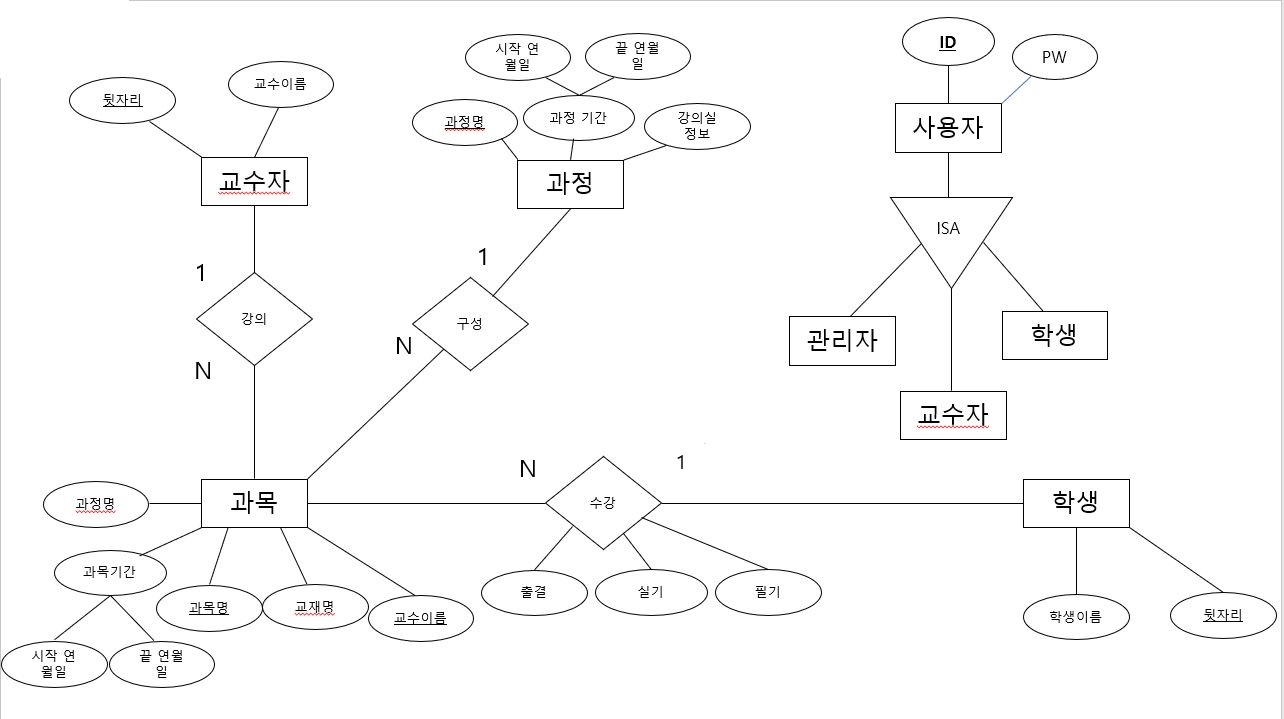 시작 연
월일
끝 연월
일
ID
PW
뒷자리
교수이름
과정명
과정 기간
강의실
정보
사용자
교수자
과정
ISA
1
강의
N
1
구성
N
관리자
학생
교수자
N
1
과정명
과목
수강
학생
과목기간
과목명
교재명
교수이름
출결
실기
필기
학생이름
뒷자리
시작 연
월일
끝 연월
일